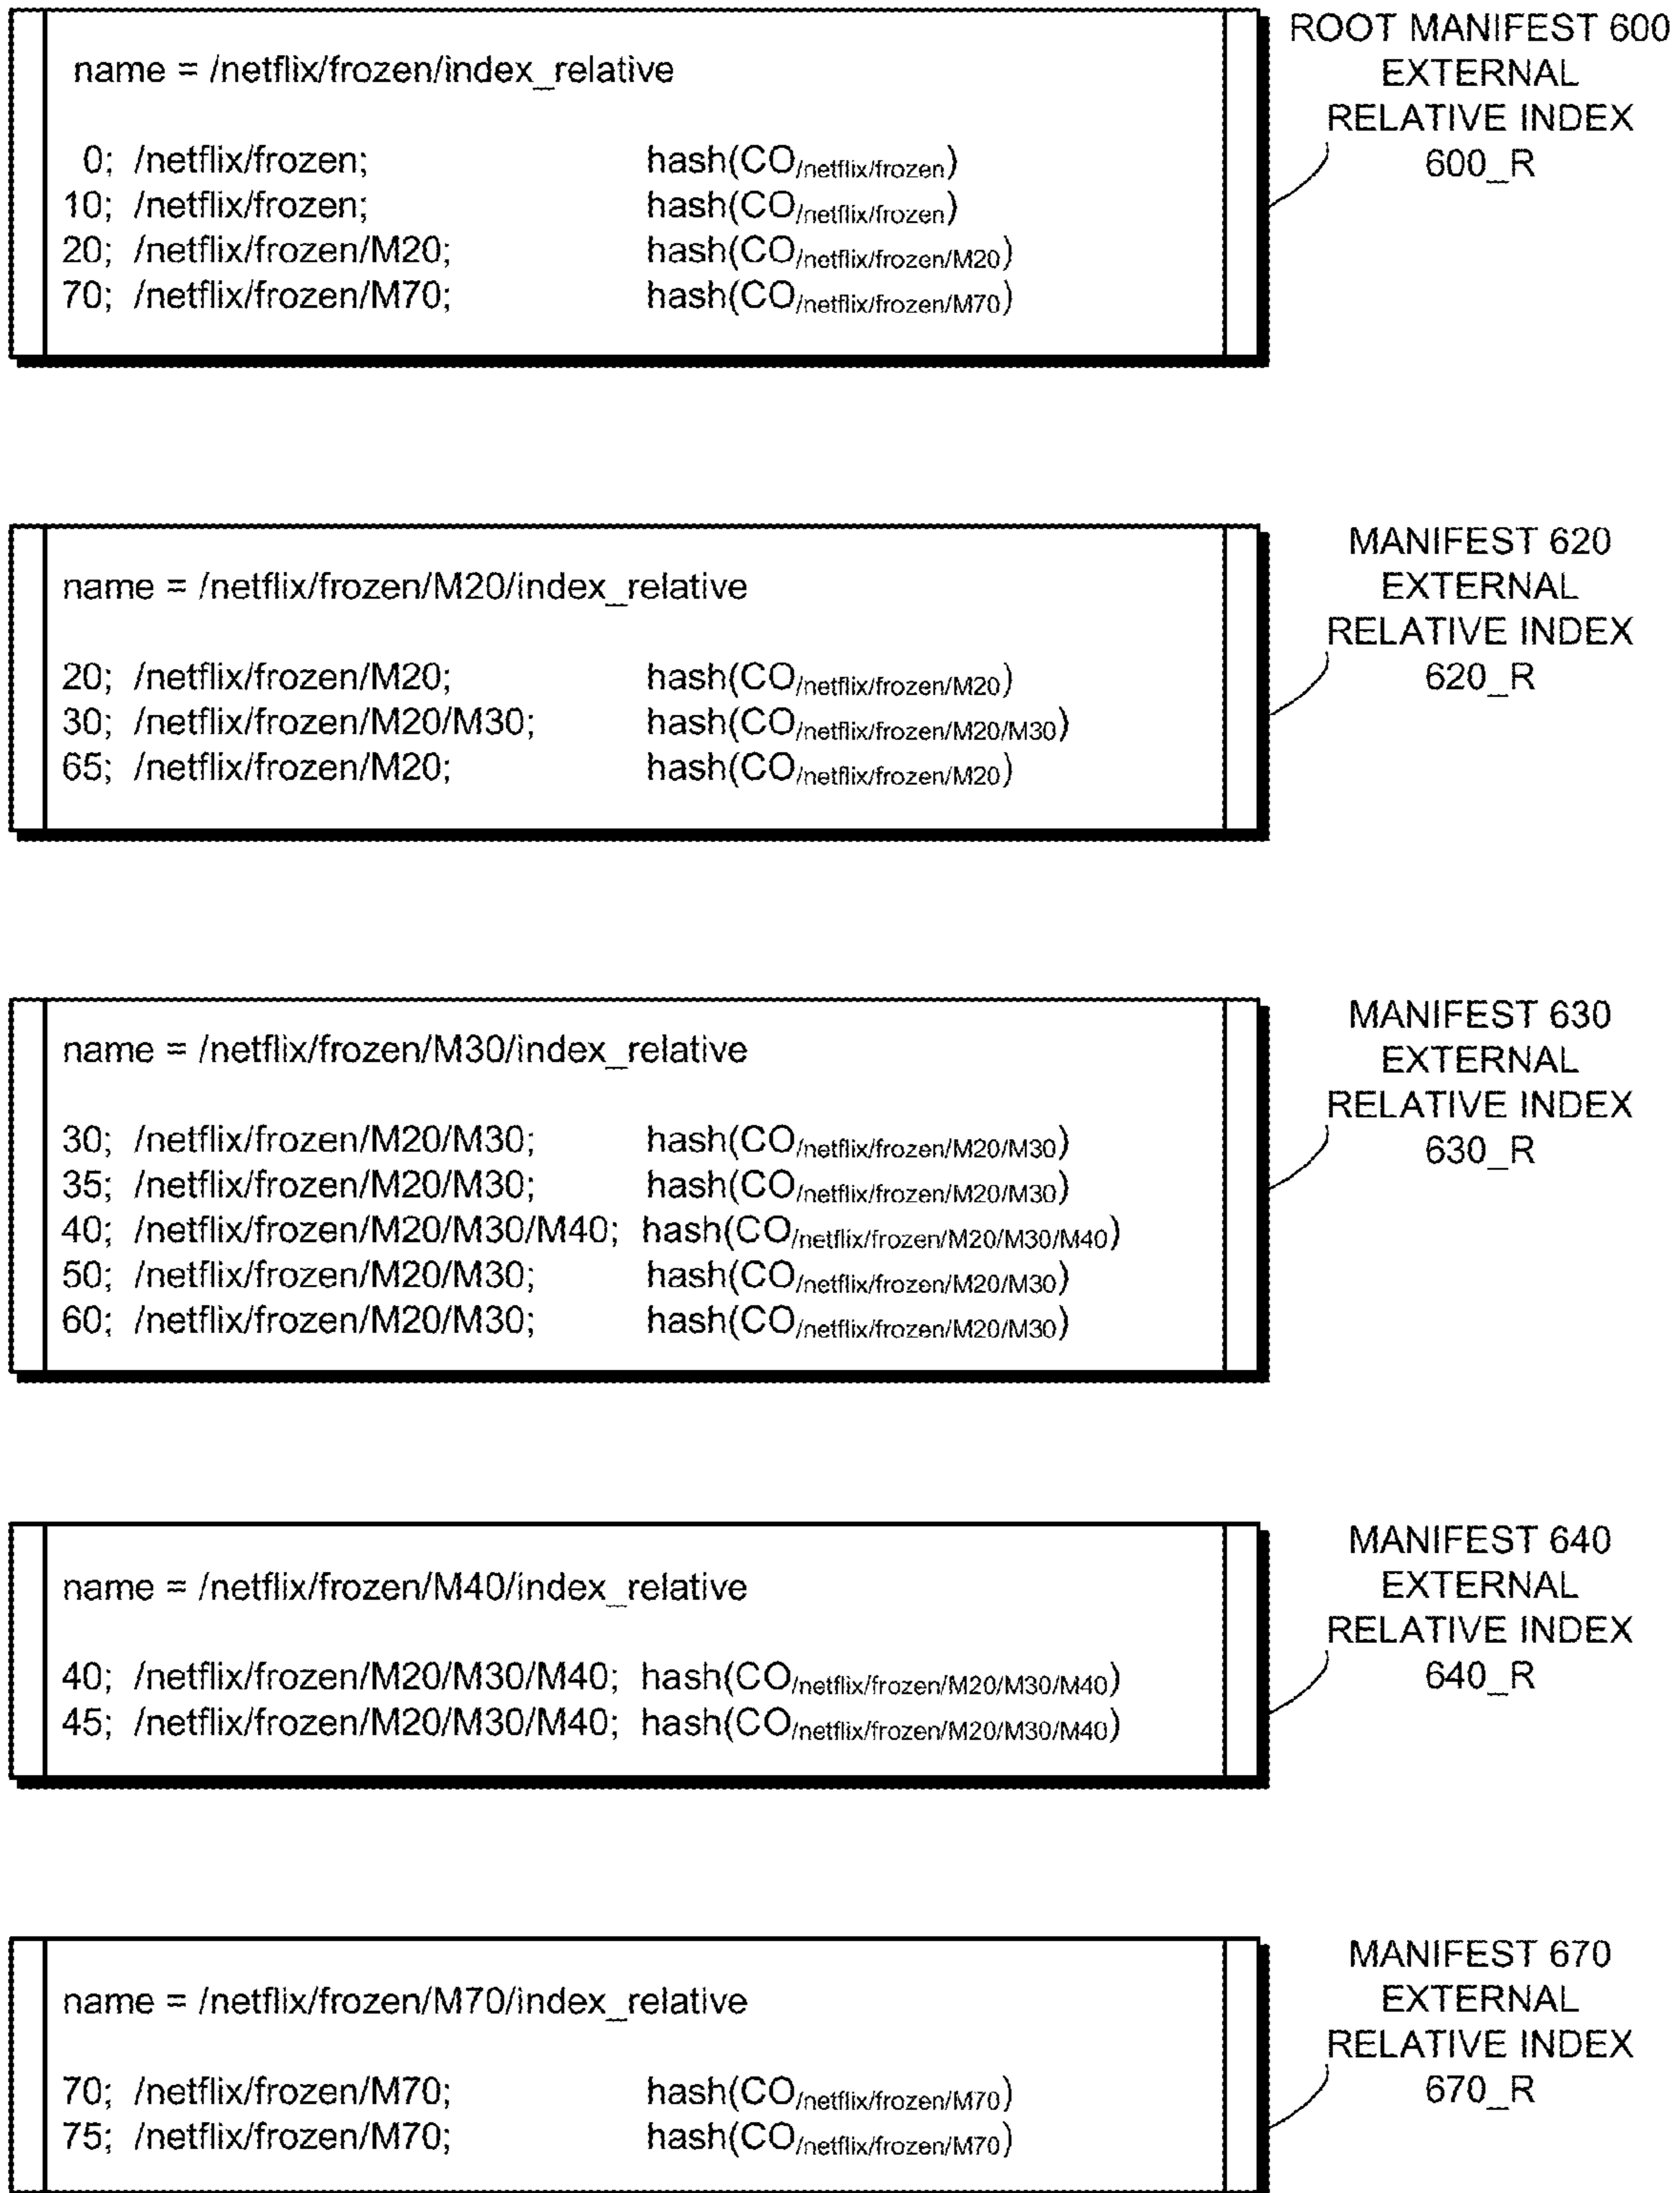 name = /netflix/frozen/index_relative
0; /netflix/frozen; hash(CO/netflix/frozen)
10; /netflix/frozen; hash(CO/netflix/frozen)
20; /netflix/frozen/M20; hash(CO/netflix/frozen/M20)
70; /netflix/frozen/M70; hash(CO/netflix/frozen/M70)
ROOT MANIFEST 600
EXTERNAL
RELATIVE INDEX
600_R
name = /netflix/frozen/M20/index_relative
20; /netflix/frozen/M20; hash(CO/netflix/frozen/M20)
30; /netflix/frozen/M20/M30; hash(CO/netflix/frozen/M20/M30)
65; /netflix/frozen/M20; hash(CO/netflix/frozen/M20)
MANIFEST 620
EXTERNAL
RELATIVE INDEX
620_R
name = /netflix/frozen/M30/index_relative
30; /netflix/frozen/M20/M30; hash(CO/netflix/frozen/M20/M30)
35; /netflix/frozen/M20/M30; hash(CO/netflix/frozen/M20/M30)
40; /netflix/frozen/M20/M30/M40; hash(CO/netflix/frozen/M20/M30/M40)
50; /netflix/frozen/M20/M30; hash(CO/netflix/frozen/M20/M30)
60; /netflix/frozen/M20/M30; hash(CO/netflix/frozen/M20/M30)
MANIFEST 630
EXTERNAL
RELATIVE INDEX
630_R
name = /netflix/frozen/M40/index_relative
40; /netflix/frozen/M20/M30/M40; hash(CO/netflix/frozen/M20/M30/M40)
45; /netflix/frozen/M20/M30/M40; hash(CO/netflix/frozen/M20/M30/M40)
MANIFEST 640
EXTERNAL
RELATIVE INDEX
640_R
name = /netflix/frozen/M70/index_relative
70; /netflix/frozen/M70; hash(CO/netflix/frozen/M70)
75; /netflix/frozen/M70; hash(CO/netflix/frozen/M70)
MANIFEST 670
EXTERNAL
RELATIVE INDEX
670_R